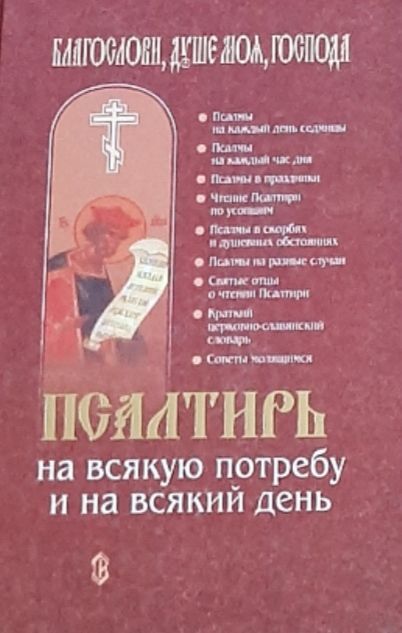 Благослови, душе моя, Господа
Псалмы
на каждый день седмицы
Псалмы
на каждый час дня
Псалмы в праздники
Чтение Псалтири
по усопшим
Псалмы в скорбях
и душевных обстояниях
Псалмы на разные случаи
Святые отцы
о чтении Псалтири
Краткий
церковно-славянский
словарь
Советы молящимся
ПСАЛТИРЬ
на всякую потребу
и на всякий день